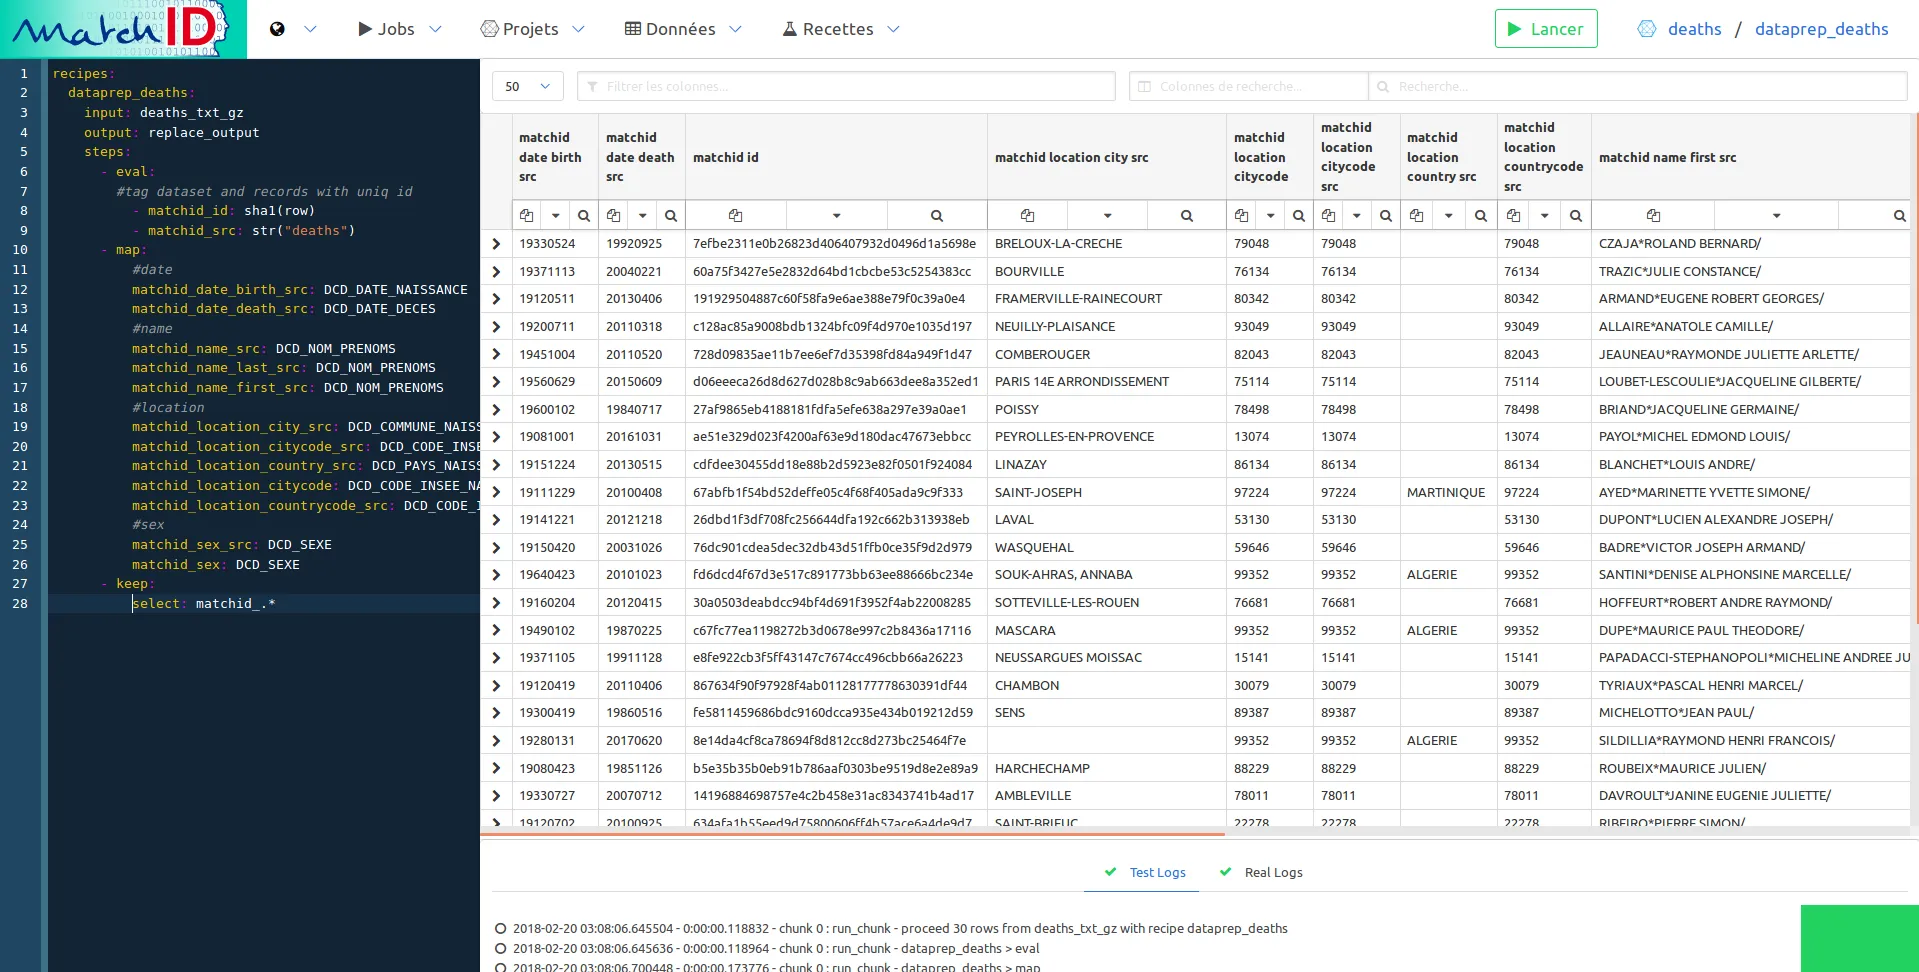 matchID
Jobs Projets Données Recettes Lancer deaths / dataprep_deaths
1 recipes:
2 dataprep_deaths:
3 input: deaths_txt_gz
4 output: replace_output
5 steps:
6 - eval:
7 #tag dataset and records with uniq id
8 - matchid_id: sha1(row)
9 - matchid_src: str("deaths")
10 - map:
11 #date
12 matchid_date_birth_src: DCD_DATE_NAISSANCE
13 matchid_date_death_src: DCD_DATE_DECES
14 #name
15 matchid_name_src: DCD_NOM_PRENOMS
16 matchid_name_last_src: DCD_NOM_PRENOMS
17 matchid_name_first_src: DCD_NOM_PRENOMS
18 #location
19 matchid_location_city_src: DCD_COMMUNE_NAISS
20 matchid_location_citycode_src: DCD_CODE_INSE
21 matchid_location_country_src: DCD_PAYS_NAISS
22 matchid_location_citycode: DCD_CODE_INSEE_NA
23 matchid_location_countrycode_src: DCD_CODE_I
24 #sex
25 matchid_sex_src: DCD_SEXE
26 matchid_sex: DCD_SEXE
27 - keep:
28 select: matchid_.*
50 Filtrer les colonnes... Colonnes de recherche... Recherche...
matchid date birth src matchid date death src matchid id matchid location city src matchid location citycode matchid location citycode src matchid location country src matchid location countrycode src matchid name first src
19330524 19920925 7efbe2311e0b26823d406407932d0496d1a5698e BRELOUX-LA-CRECHE 79048 79048 79048 CZAJA*ROLAND BERNARD/
19371113 20040221 60a75f3427e5e2832d64bd1cbcbe53c5254383cc BOURVILLE 76134 76134 76134 TRAZIC*JULIE CONSTANCE/
19120511 20130406 191929504887c60f58fa9e6ae388e79f0c39a0e4 FRAMERVILLE-RAINECOURT 80342 80342 80342 ARMAND*EUGENE ROBERT GEORGES/
19200711 20110318 c128ac85a9008bdb1324bfc09f4d970e1035d197 NEUILLY-PLAISANCE 93049 93049 93049 ALLAIRE*ANATOLE CAMILLE/
19451004 20110520 728d09835ae11b7ee6ef7d35398fd84a949f1d47 COMBEROUGER 82043 82043 82043 JEAUNEAU*RAYMONDE JULIETTE ARLETTE/
19560629 20150609 d06eeeca26d8d627d028b8c9ab663dee8a352ed1 PARIS 14E ARRONDISSEMENT 75114 75114 75114 LOUBET-LESCOULIE*JACQUELINE GILBERTE/
19600102 19840717 27af9865eb4188181fdfa5efe638a297e39a0ae1 POISSY 78498 78498 78498 BRIAND*JACQUELINE GERMAINE/
19081001 20161031 ae51e329d023f4200af63e9d180dac47673ebbcc PEYROLLES-EN-PROVENCE 13074 13074 13074 PAYOL*MICHEL EDMOND LOUIS/
19151224 20130515 cdfdee30455dd18e88b2d5923e82f0501f924084 LINAZAY 86134 86134 86134 BLANCHET*LOUIS ANDRE/
19111229 20100408 67abfb1f54bd52deffe05c4f68f405ada9c9f333 SAINT-JOSEPH 97224 97224 MARTINIQUE 97224 AYED*MARINETTE YVETTE SIMONE/
19141221 20121218 26dbd1f3df708fc256644dfa192c662b313938eb LAVAL 53130 53130 53130 DUPONT*LUCIEN ALEXANDRE JOSEPH/
19150420 20031026 76dc901cdea5dec32db43d51ffb0ce35f9d2d979 WASQUEHAL 59646 59646 59646 BADRE*VICTOR JOSEPH ARMAND/
19640423 20101023 fd6dcd4f67d3e517c891773bb63ee88666bc234e SOUK-AHRAS, ANNABA 99352 99352 ALGERIE 99352 SANTINI*DENISE ALPHONSINE MARCELLE/
19160204 20120415 30a0503deabdcc94bf4d691f3952f4ab22008285 SOTTEVILLE-LES-ROUEN 76681 76681 76681 HOFFEURT*ROBERT ANDRE RAYMOND/
19490102 19870225 c67fc77ea1198272b3d0678e997c2b8436a17116 MASCARA 99352 99352 ALGERIE 99352 DUPE*MAURICE PAUL THEODORE/
19371105 19911128 e8fe922cb3f5ff43147c7674cc496cbb66a26223 NEUSSARGUES MOISSAC 15141 15141 15141 PAPADACCI-STEPHANOPOLI*MICHELINE ANDREE JU
19120419 20110406 867634f90f97928f4ab01128177778630391df44 CHAMBON 30079 30079 30079 TYRIAUX*PASCAL HENRI MARCEL/
19300419 19860516 fe5811459686bdc9160dcca935e434b019212d59 SENS 89387 89387 89387 MICHELOTTO*JEAN PAUL/
19280131 20170620 8e14da4cf8ca78694f8d812cc8d273bc25464f7e 99352 99352 ALGERIE 99352 SILDILLIA*RAYMOND HENRI FRANCOIS/
19080423 19851126 b5e35b35b0eb91b786aaf0303be9519d8e2e89a9 HARCHECHAMP 88229 88229 88229 ROUBEIX*MAURICE JULIEN/
19330727 20070712 14196884698757e4c2b458e31ac8343741b4ad17 AMBLEVILLE 78011 78011 78011 DAVROULT*JANINE EUGENIE JULIETTE/
19120702 20100925 634afa1b55eed9d75800606ff4b57ace6a4de9d7 SAINT-BRIEUC 22278 22278 22278 RIBEIRO*PIERRE SIMON/
Test Logs Real Logs
2018-02-20 03:08:06.645504 - 0:00:00.118832 - chunk 0 : run_chunk - proceed 30 rows from deaths_txt_gz with recipe dataprep_deaths
2018-02-20 03:08:06.645636 - 0:00:00.118964 - chunk 0 : run_chunk - dataprep_deaths > eval
2018-02-20 03:08:06.700448 - 0:00:00.173776 - chunk 0 : run_chunk - dataprep_deaths > map